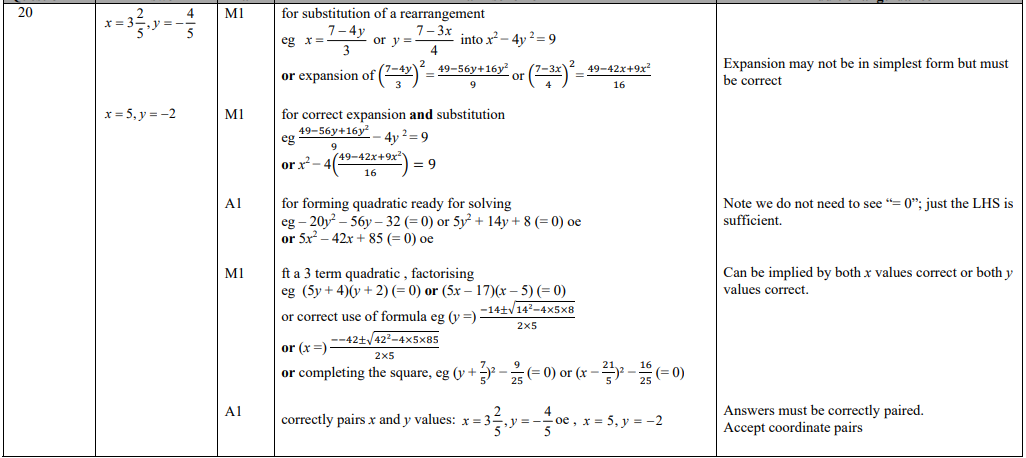 20
x = 3 2/5, y = −4/5
M1
for substitution of a rearrangement
eg x = (7 − 4y)/3 or y = (7 − 3x)/4 into x² − 4y² = 9
or expansion of ((7−4y)/3)² = (49−56y+16y²)/9 or ((7−3x)/4)² = (49−42x+9x²)/16
Expansion may not be in simplest form but must
be correct
x = 5, y = −2
M1
for correct expansion and substitution
eg (49−56y+16y²)/9 − 4y² = 9
or x² − 4((49−42x+9x²)/16) = 9
A1
for forming quadratic ready for solving
eg – 20y² – 56y – 32 (= 0) or 5y² + 14y + 8 (= 0) oe
or 5x² – 42x + 85 (= 0) oe
Note we do not need to see “= 0”; just the LHS is
sufficient.
M1
ft a 3 term quadratic , factorising
eg (5y + 4)(y + 2) (= 0) or (5x – 17)(x – 5) (= 0)
or correct use of formula eg (y =) (−14±√(14²−4×5×8))/(2×5)
or (x =) (−−42±√(42²−4×5×85))/(2×5)
or completing the square, eg (y + 7/5)² − 9/25 (= 0) or (x − 21/5)² − 16/25 (= 0)
Can be implied by both x values correct or both y
values correct.
A1
correctly pairs x and y values: x = 3 2/5, y = −4/5 oe , x = 5, y = −2
Answers must be correctly paired.
Accept coordinate pairs